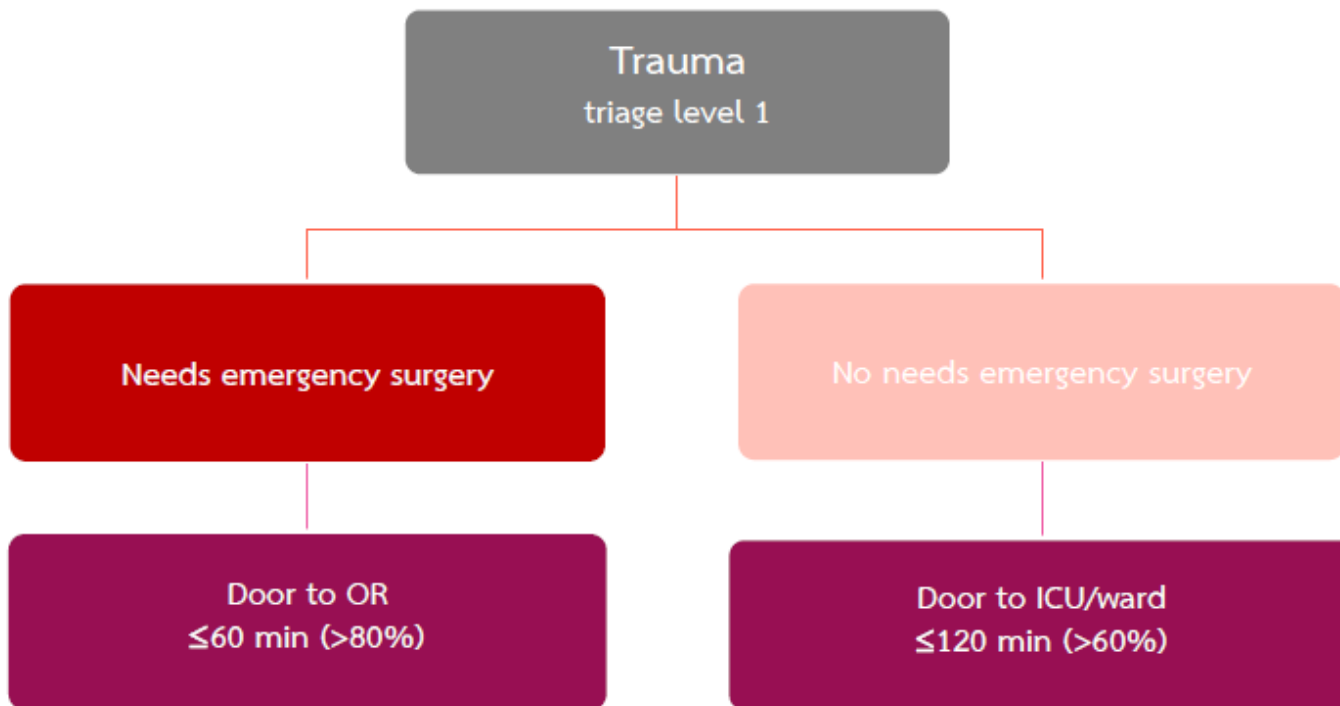 Trauma
triage level 1
Needs emergency surgery
No needs emergency surgery
Door to OR
≤60 min (>80%)
Door to ICU/ward
≤120 min (>60%)